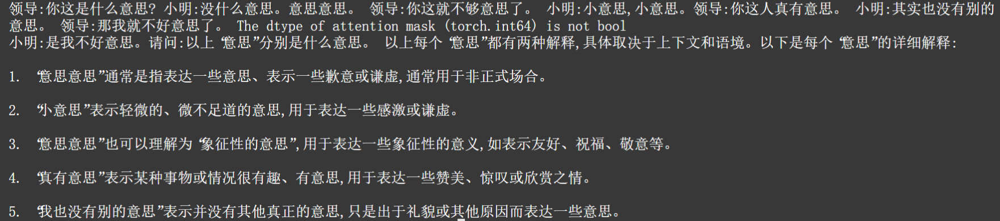 领导:你这是什么意思? 小明:没什么意思。意思意思。 领导:你这就不够意思了。 小明:小意思,小意思。领导:你这人真有意思。 小明:其实也没有别的
意思。 领导:那我就不好意思了。 The dtype of attention mask (torch.int64) is not bool
小明:是我不好意思。请问:以上“意思”分别是什么意思。 以上每个“意思”都有两种解释,具体取决于上下文和语境。以下是每个“意思”的详细解释:
1. “意思意思”通常是指表达一些意思、表示一些歉意或谦虚,通常用于非正式场合。
2. “小意思”表示轻微的、微不足道的意思,用于表达一些感激或谦虚。
3. “意思意思”也可以理解为“象征性的意思”,用于表达一些象征性的意义,如表示友好、祝福、敬意等。
4. “真有意思”表示某种事物或情况很有趣、有意思,用于表达一些赞美、惊叹或欣赏之情。
5. “我也没有别的意思”表示并没有其他真正的意思,只是出于礼貌或其他原因而表达一些意思。